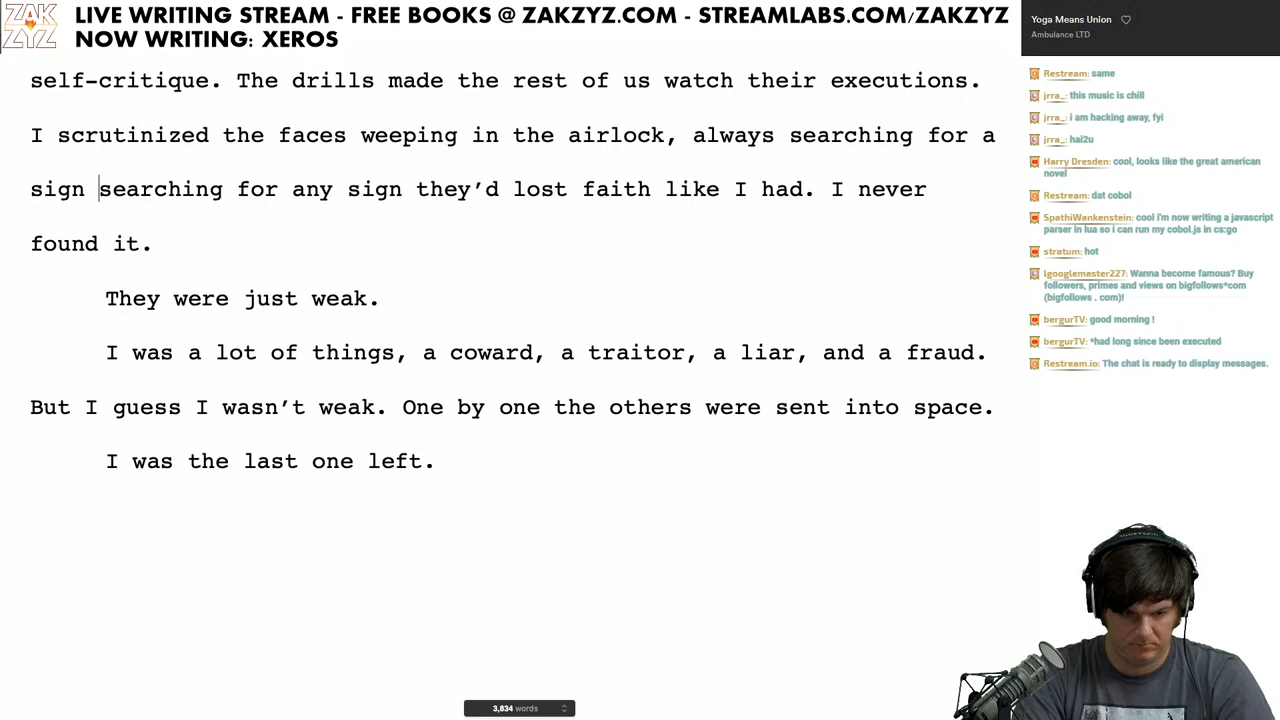 ZAK
ZYZ
LIVE WRITING STREAM - FREE BOOKS @ ZAKZYZ.COM - STREAMLABS.COM/ZAKZYZ
NOW WRITING: XEROS
self-critique. The drills made the rest of us watch their executions.
I scrutinized the faces weeping in the airlock, always searching for a
sign searching for any sign they’d lost faith like I had. I never
found it.
They were just weak.
I was a lot of things, a coward, a traitor, a liar, and a fraud.
But I guess I wasn’t weak. One by one the others were sent into space.
I was the last one left.
3,834 words
Yoga Means Union
Ambulance LTD
Restream: same
jrra_: this music is chill
jrra_: i am hacking away, fyi
jrra_: hai2u
Harry Dresden: cool, looks like the great american
novel
Restream: dat cobol
SpathiWankenstein: cool i'm now writing a javascript
parser in lua so i can run my cobol.js in cs:go
stratum: hot
lgooglemaster227: Wanna become famous? Buy
followers, primes and views on bigfollows*com
(bigfollows . com)!
bergurTV: good morning !
bergurTV: *had long since been executed
Restream.io: The chat is ready to display messages.